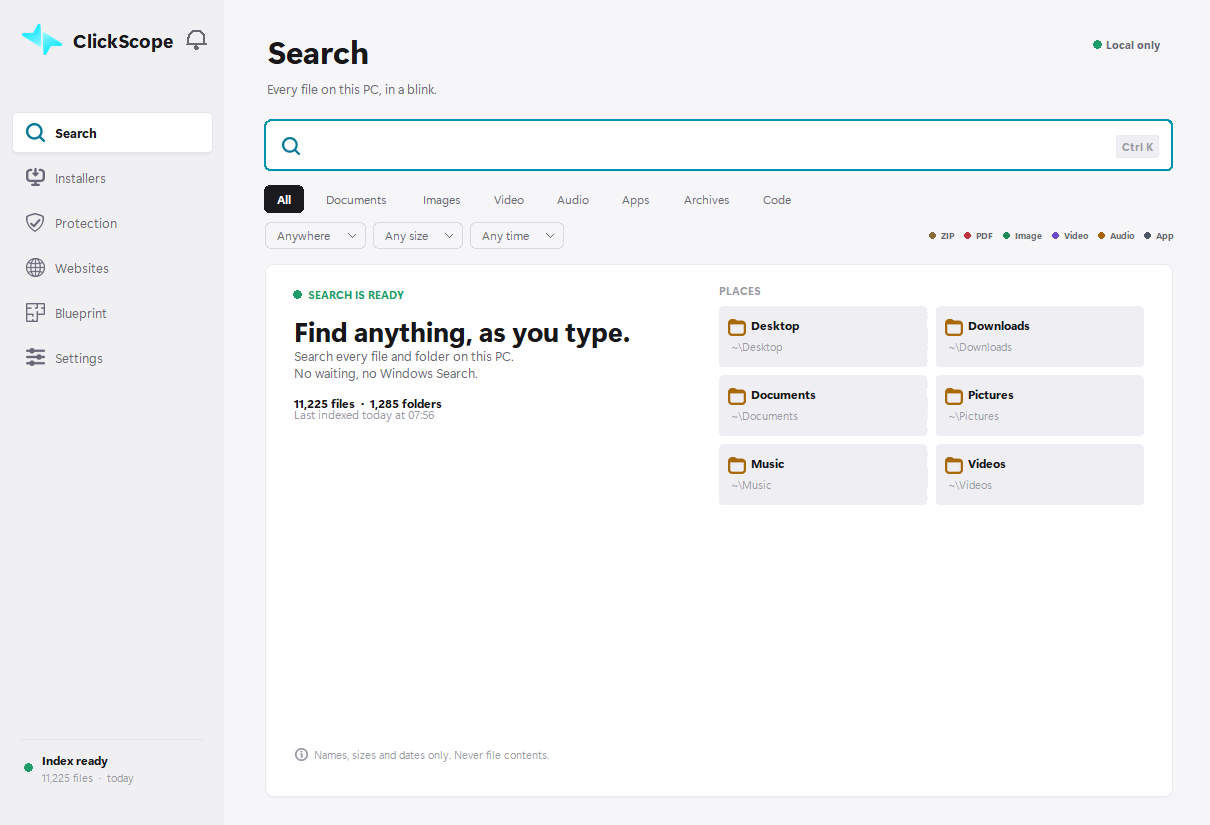 ClickScope
Search
Installers
Protection
Websites
Blueprint
Settings
Index ready
11,225 files · today
Search
Local only
Every file on this PC, in a blink.
Ctrl K
All Documents Images Video Audio Apps Archives Code
Anywhere Any size Any time ZIP PDF Image Video Audio App
SEARCH IS READY
Find anything, as you type.
Search every file and folder on this PC.
No waiting, no Windows Search.
11,225 files · 1,285 folders
Last indexed today at 07:56
PLACES
Desktop
~\Desktop
Downloads
~\Downloads
Documents
~\Documents
Pictures
~\Pictures
Music
~\Music
Videos
~\Videos
Names, sizes and dates only. Never file contents.